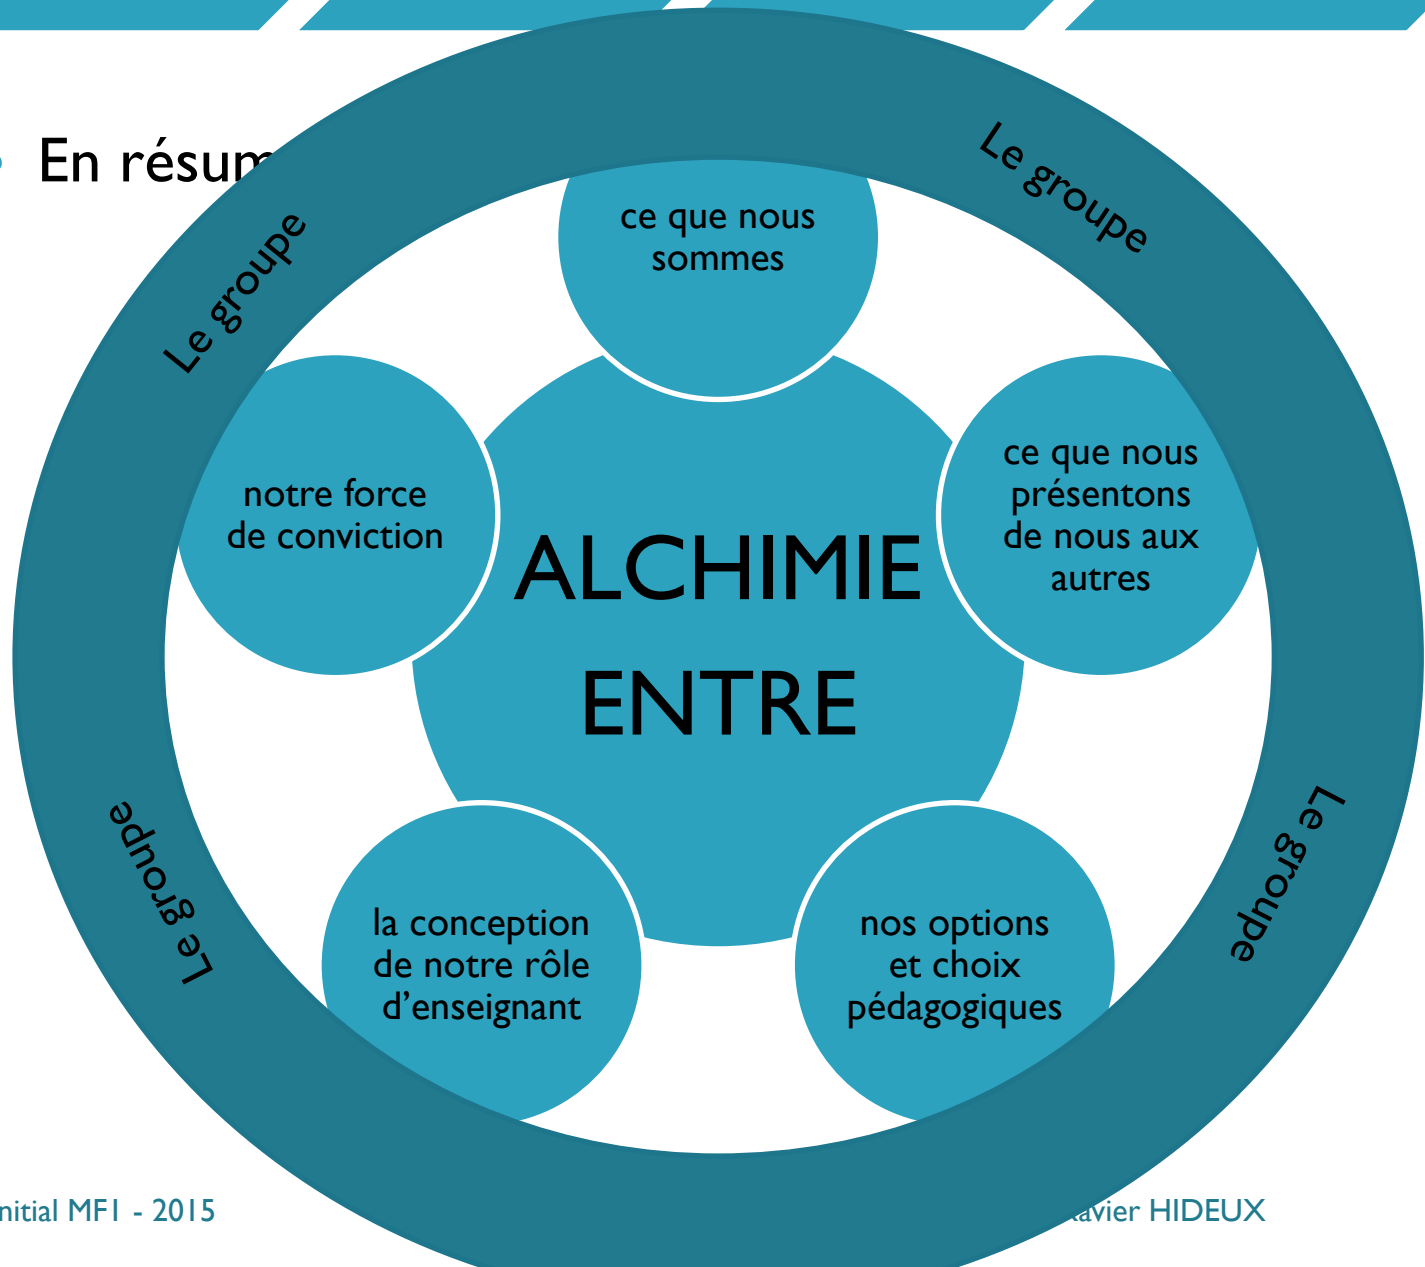 • En résum
Le groupe
Le groupe
ce que nous
sommes
notre force
de conviction
ce que nous
présentons
de nous aux
autres
ALCHIMIE
ENTRE
Le groupe
Le groupe
la conception
de notre rôle
d’enseignant
nos options
et choix
pédagogiques
nitial MF1 - 2015
avier HIDEUX